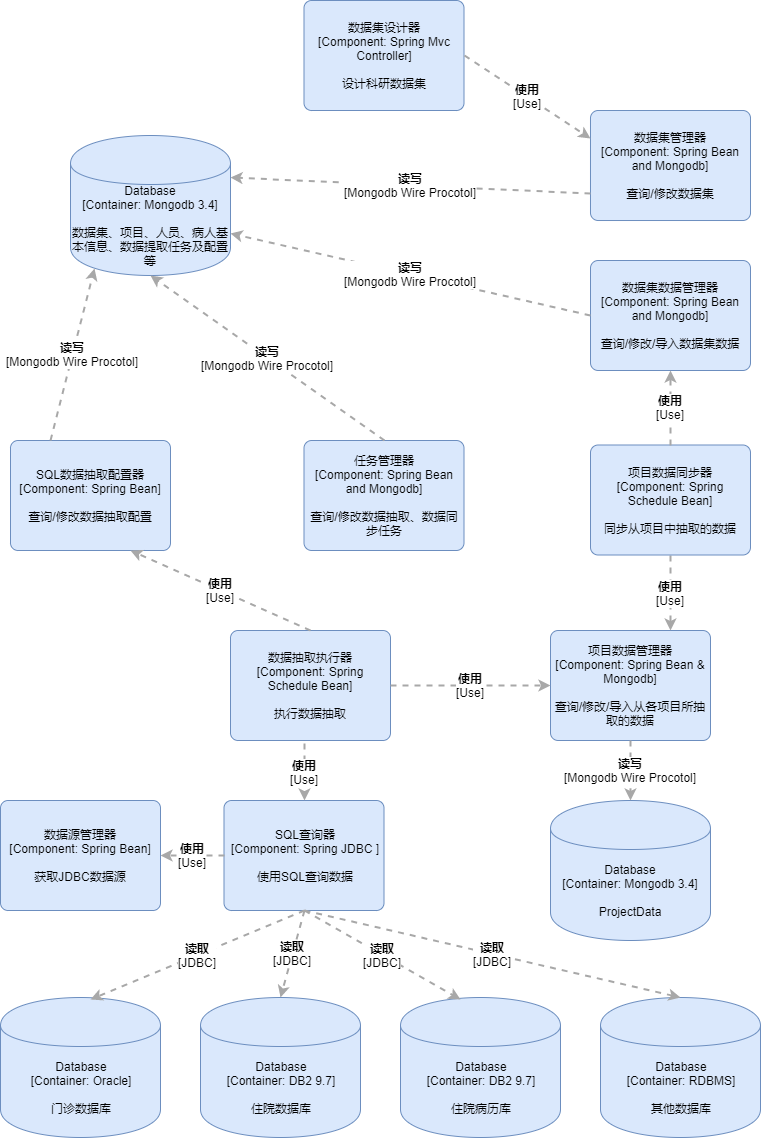 数据集设计器
[Component: Spring Mvc
Controller]
设计科研数据集
使用
[Use]
数据集管理器
[Component: Spring Bean
and Mongodb]
查询/修改数据集
读写
[Mongodb Wire Procotol]
Database
[Container: Mongodb 3.4]
数据集、项目、人员、病人基
本信息、数据提取任务及配置
等
读写
[Mongodb Wire Procotol]
数据集数据管理器
[Component: Spring Bean
and Mongodb]
查询/修改/导入数据集数据
读写
[Mongodb Wire Procotol]
读写
[Mongodb Wire Procotol]
使用
[Use]
SQL数据抽取配置器
[Component: Spring Bean]
查询/修改数据抽取配置
任务管理器
[Component: Spring Bean
and Mongodb]
查询/修改数据抽取、数据同
步任务
项目数据同步器
[Component: Spring
Schedule Bean]
同步从项目中抽取的数据
使用
[Use]
使用
[Use]
数据抽取执行器
[Component: Spring
Schedule Bean]
执行数据抽取
使用
[Use]
项目数据管理器
[Component: Spring Bean &
Mongodb]
查询/修改/导入从各项目所抽
取的数据
使用
[Use]
读写
[Mongodb Wire Procotol]
数据源管理器
[Component: Spring Bean]
获取JDBC数据源
使用
[Use]
SQL查询器
[Component: Spring JDBC ]
使用SQL查询数据
Database
[Container: Mongodb 3.4]
ProjectData
读取
[JDBC]
读取
[JDBC]
读取
[JDBC]
读取
[JDBC]
Database
[Container: Oracle]
门诊数据库
Database
[Container: DB2 9.7]
住院数据库
Database
[Container: DB2 9.7]
住院病历库
Database
[Container: RDBMS]
其他数据库